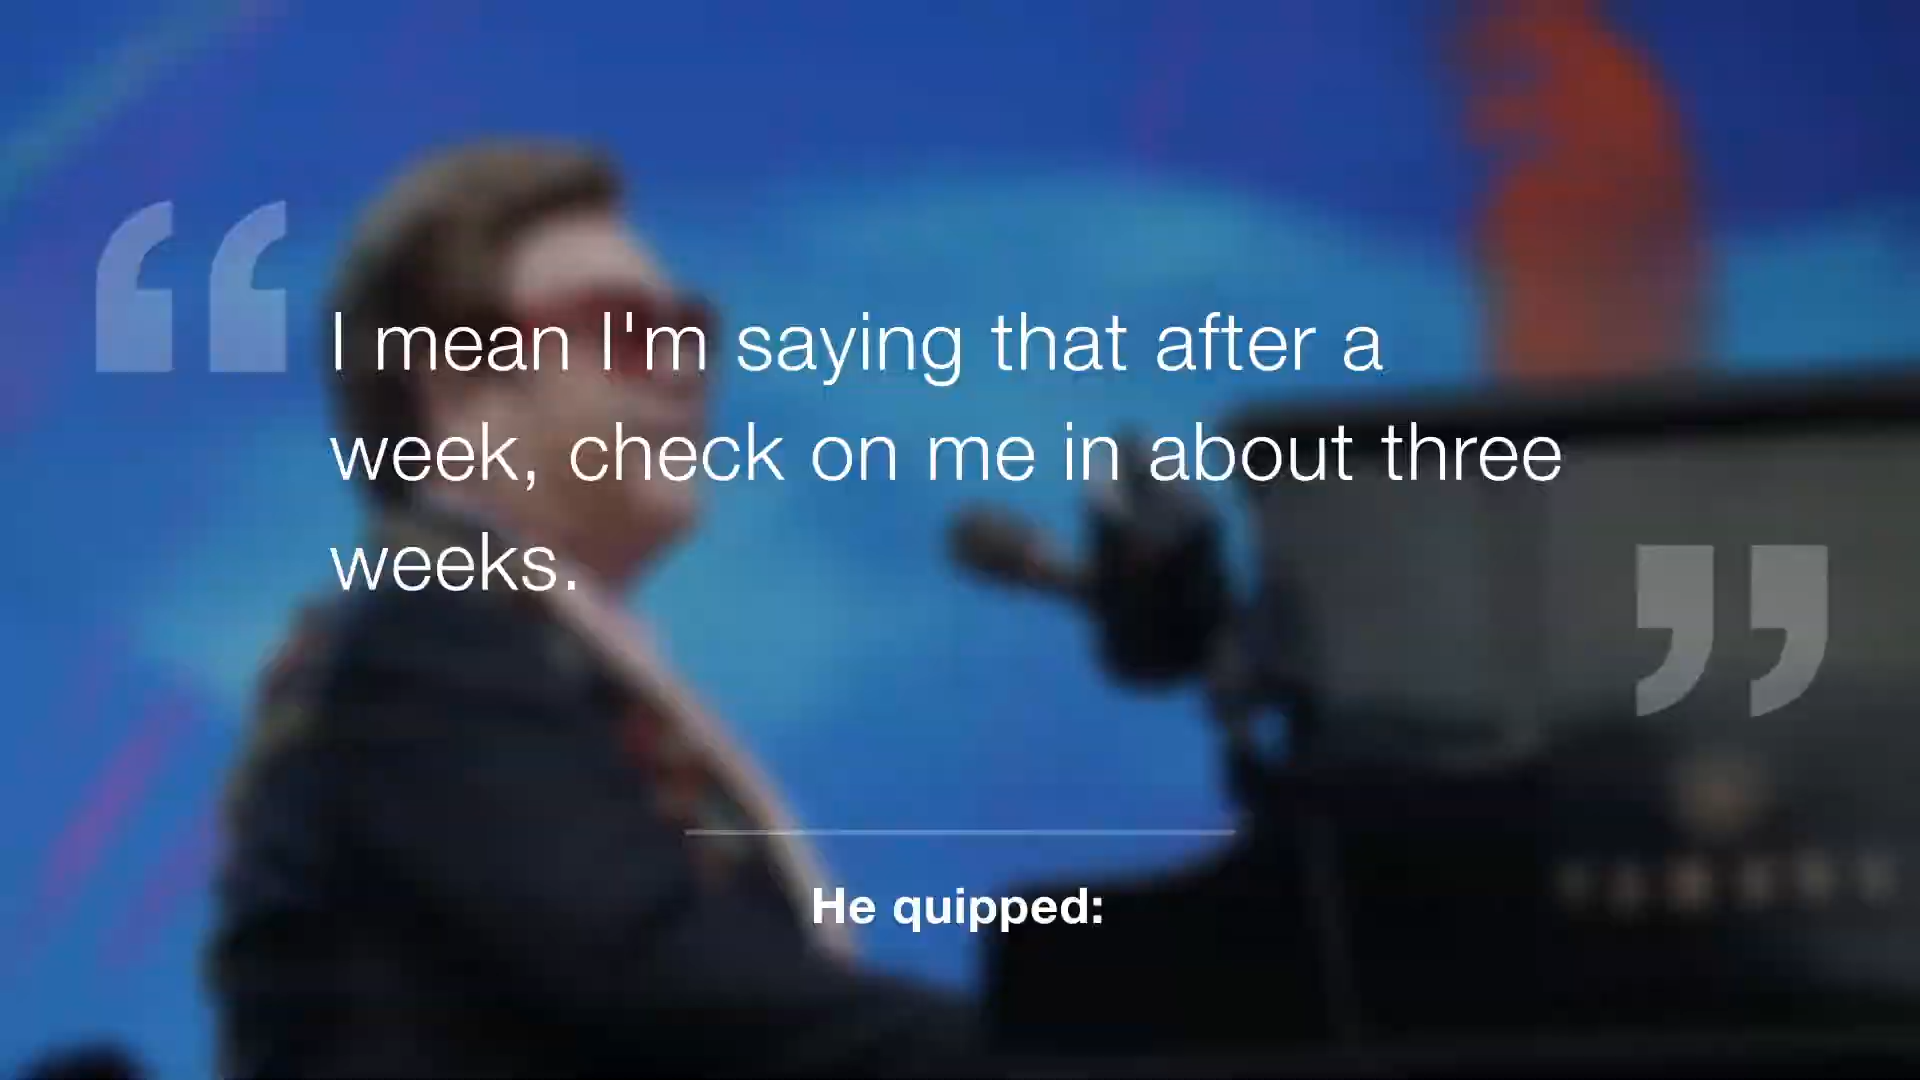 “
I mean I'm saying that after a
week, check on me in about three
weeks.
”
He quipped: